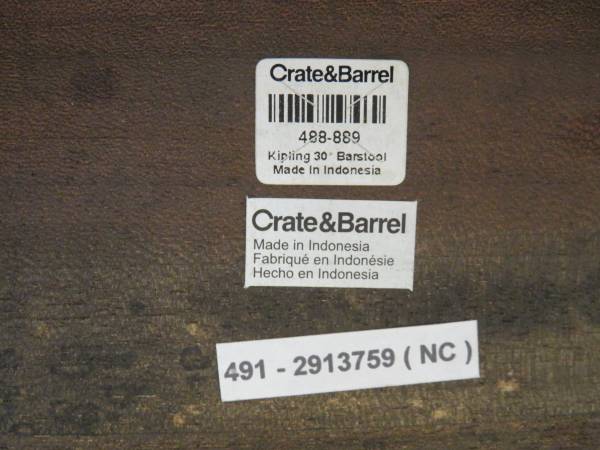 Crate&Barrel
488-889
Kipling 30" Barstool
Made in Indonesia
Crate&Barrel
Made in Indonesia
Fabriqué en Indonésie
Hecho en Indonesia
491 - 2913759 ( NC )